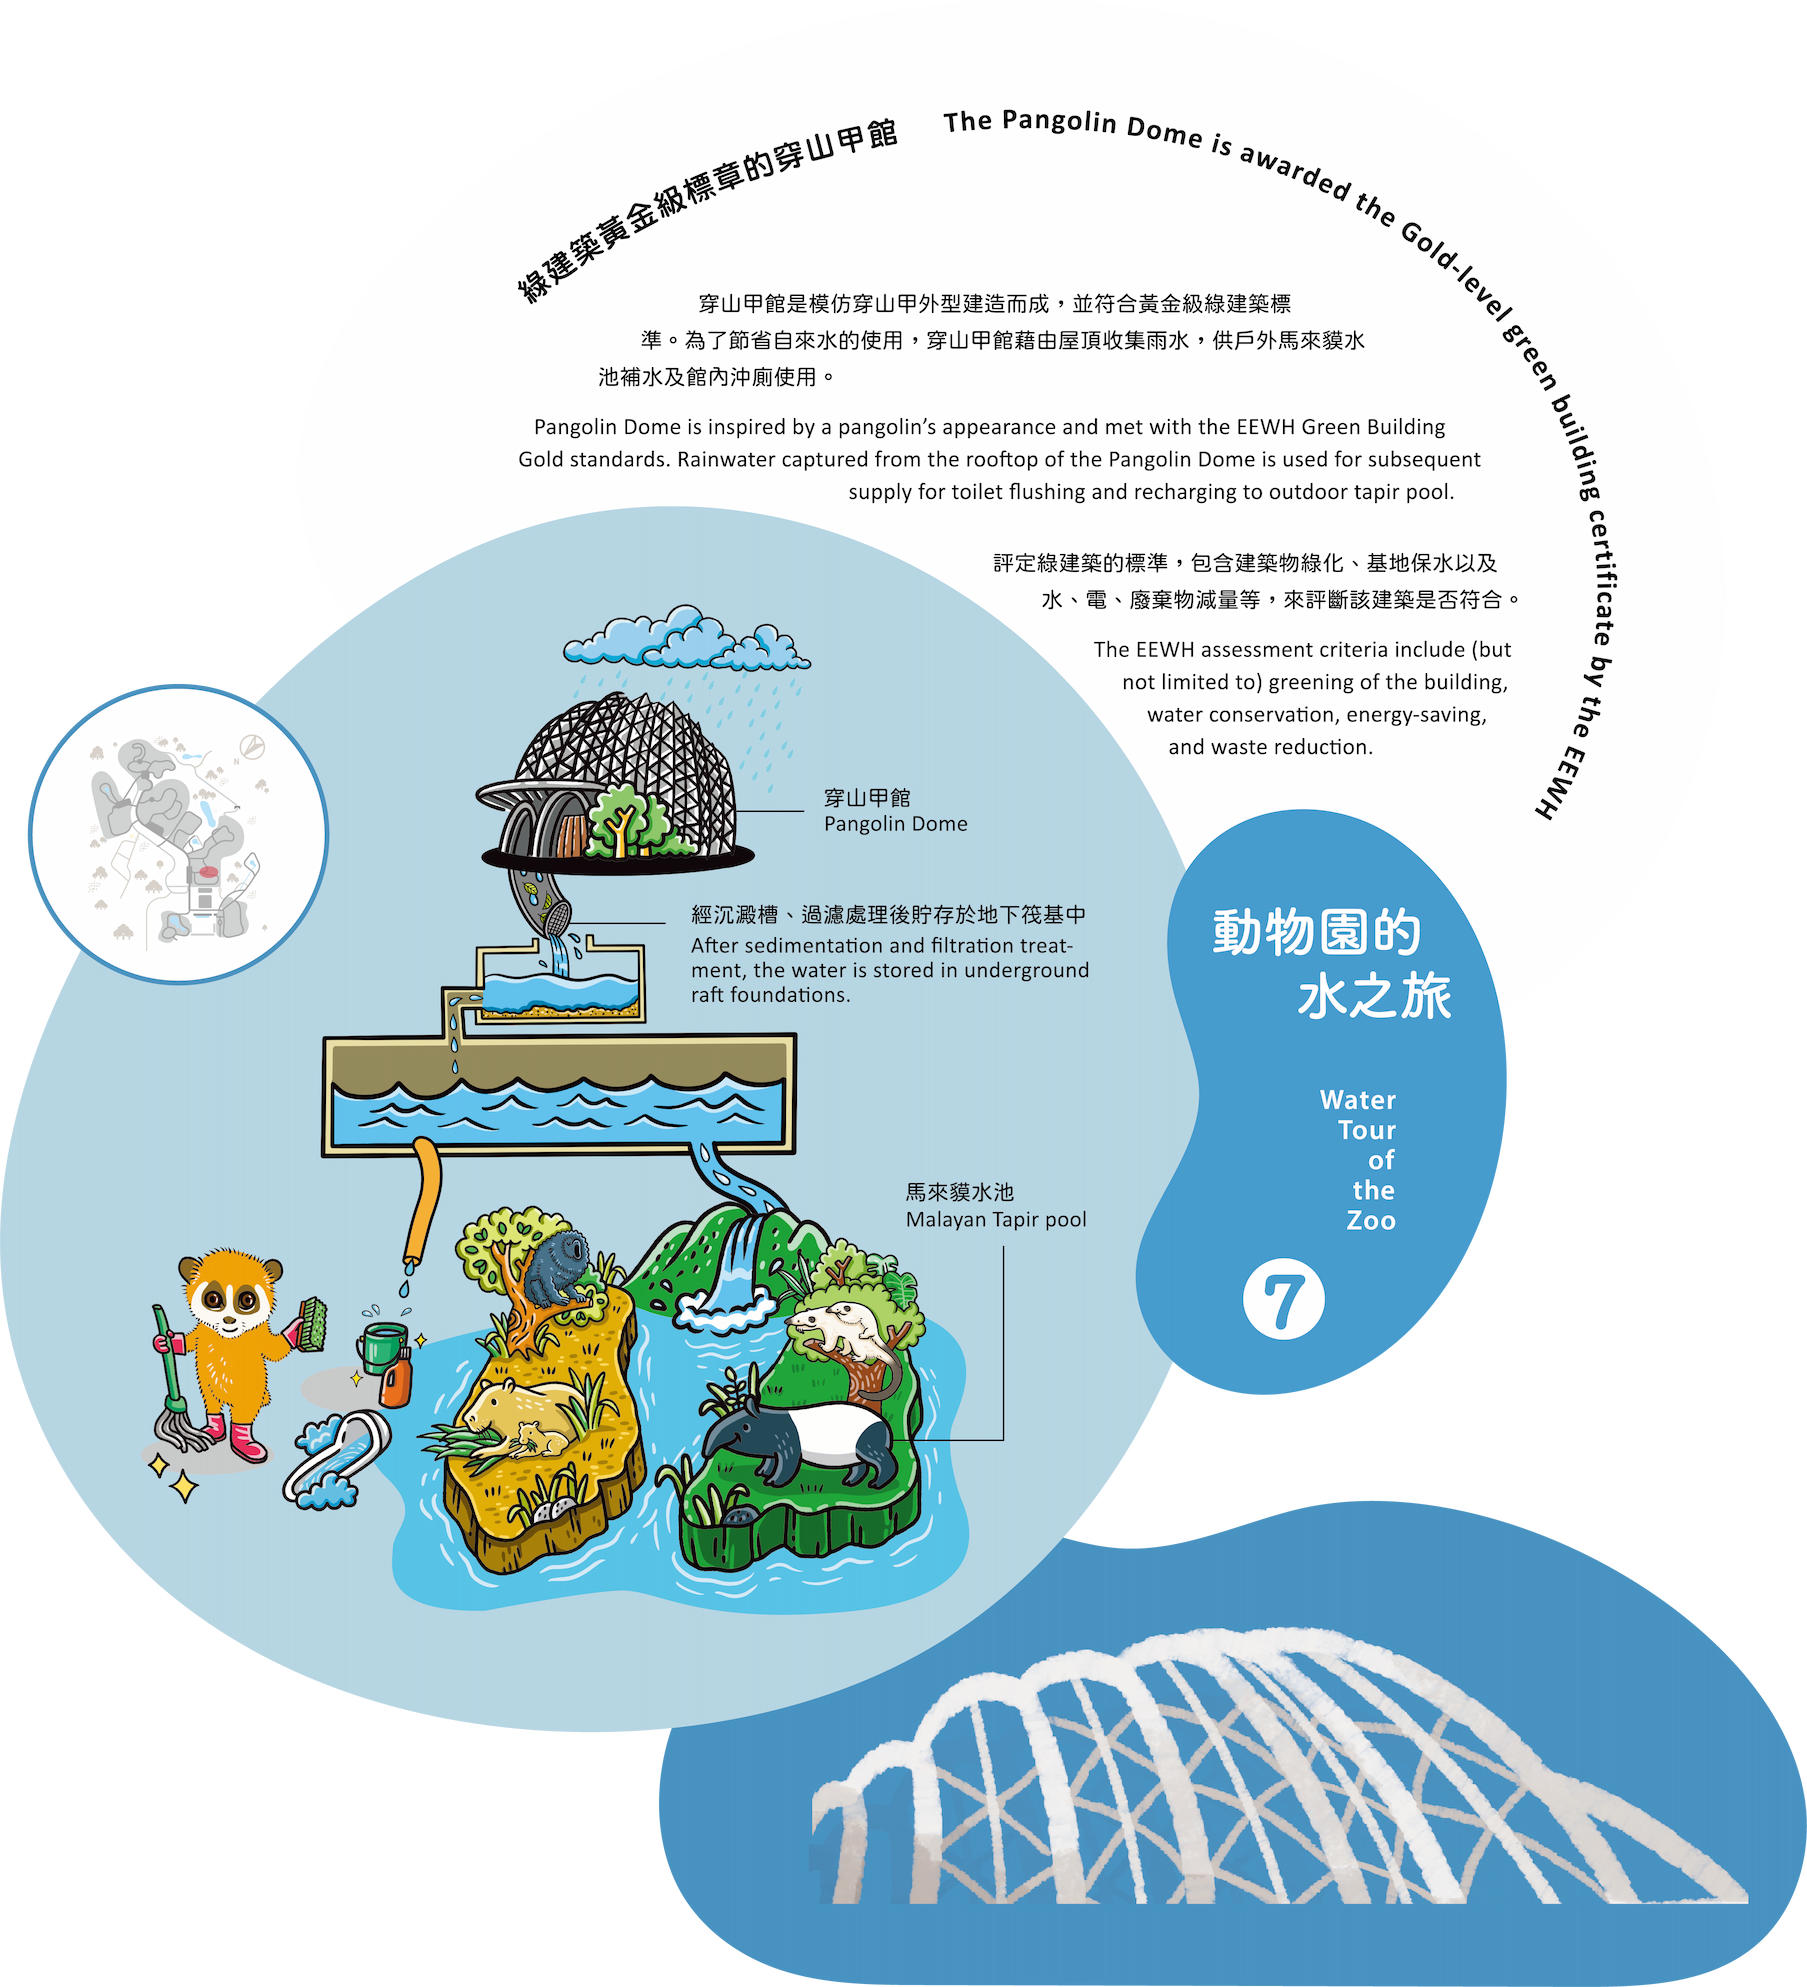 綠建築黃金級標章的穿山甲館
The Pangolin Dome is awarded the Gold-level green building certificate by the EEWH
穿山甲館是模仿穿山甲外型建造而成，並符合黃金級綠建築標
準。為了節省自來水的使用，穿山甲館藉由屋頂收集雨水，供戶外馬來貘水
池補水及館內沖廁使用。
Pangolin Dome is inspired by a pangolin’s appearance and met with the EEWH Green Building
Gold standards. Rainwater captured from the rooftop of the Pangolin Dome is used for subsequent
supply for toilet flushing and recharging to outdoor tapir pool.
評定綠建築的標準，包含建築物綠化、基地保水以及
水、電、廢棄物減量等，來評斷該建築是否符合。
The EEWH assessment criteria include (but
not limited to) greening of the building,
water conservation, energy-saving,
and waste reduction.
N
穿山甲館
Pangolin Dome
經沉澱槽、過濾處理後貯存於地下筏基中
After sedimentation and filtration treat-
ment, the water is stored in underground
raft foundations.
馬來貘水池
Malayan Tapir pool
動物園的
水之旅
Water
Tour
of
the
Zoo
7